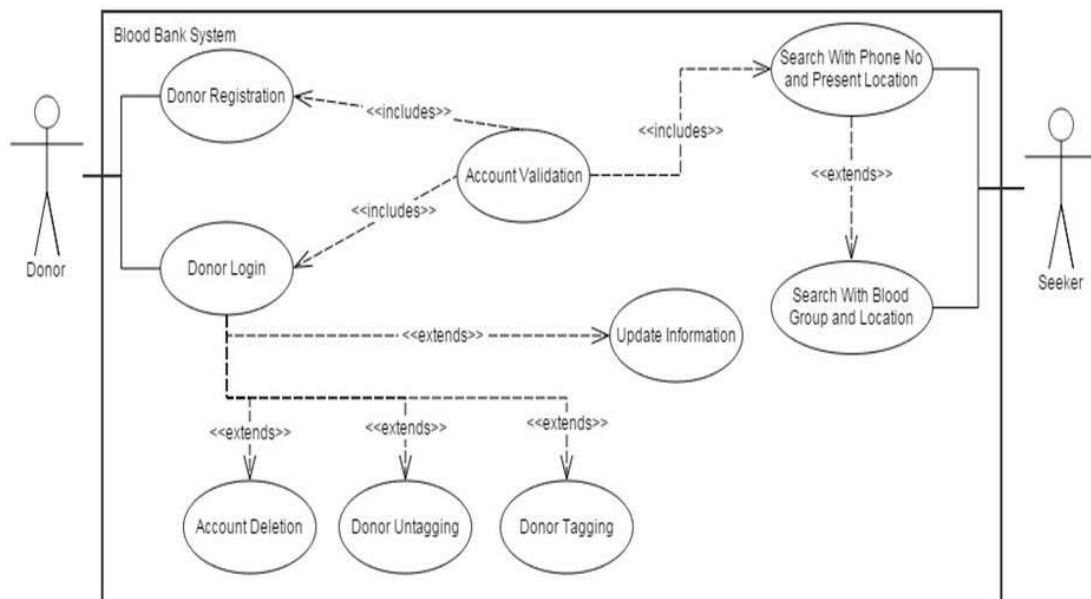 Blood Bank System
Donor Registration
<<includes>>
Search With Phone No
and Present Location
<<includes>>
Account Validation
<<extends>>
<<includes>>
Donor
Donor Login
Seeker
Search With Blood
Group and Location
<<extends>>
Update Information
<<extends>>
<<extends>>
<<extends>>
Account Deletion
Donor Untagging
Donor Tagging